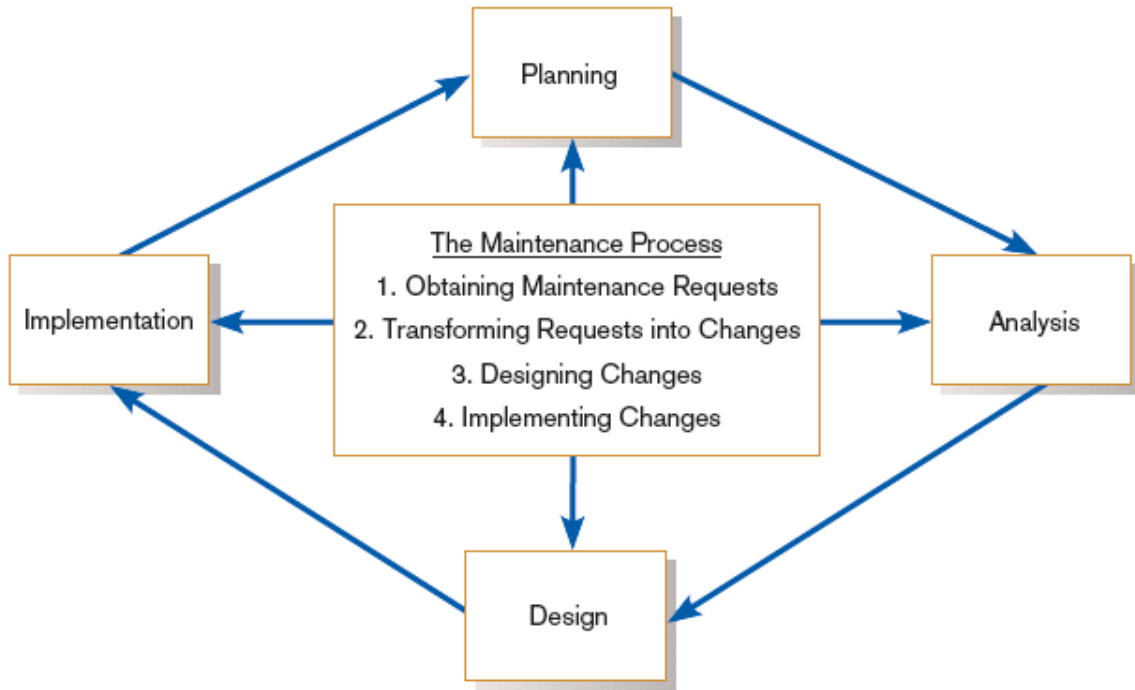 Planning
The Maintenance Process
1. Obtaining Maintenance Requests
Implementation
2. Transforming Requests into Changes
Analysis
3. Designing Changes
4. Implementing Changes
Design